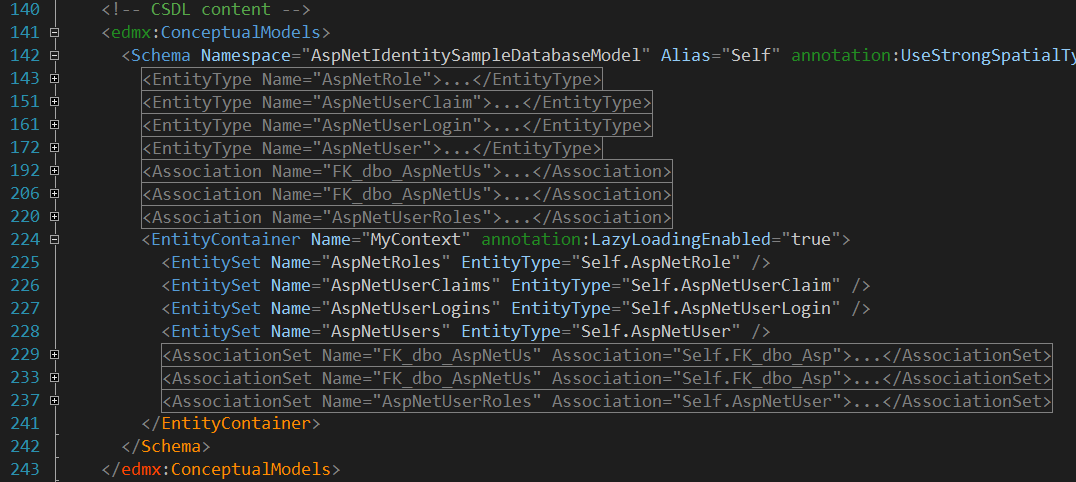 140 <!-- CSDL content -->
141 <edmx:ConceptualModels>
142 <Schema Namespace="AspNetIdentitySampleDatabaseModel" Alias="Self" annotation:UseStrongSpatialTy
143 <EntityType Name="AspNetRole">...</EntityType>
151 <EntityType Name="AspNetUserClaim">...</EntityType>
161 <EntityType Name="AspNetUserLogin">...</EntityType>
172 <EntityType Name="AspNetUser">...</EntityType>
192 <Association Name="FK_dbo_AspNetUs">...</Association>
206 <Association Name="FK_dbo_AspNetUs">...</Association>
220 <Association Name="AspNetUserRoles">...</Association>
224 <EntityContainer Name="MyContext" annotation:LazyLoadingEnabled="true">
225 <EntitySet Name="AspNetRoles" EntityType="Self.AspNetRole" />
226 <EntitySet Name="AspNetUserClaims" EntityType="Self.AspNetUserClaim" />
227 <EntitySet Name="AspNetUserLogins" EntityType="Self.AspNetUserLogin" />
228 <EntitySet Name="AspNetUsers" EntityType="Self.AspNetUser" />
229 <AssociationSet Name="FK_dbo_AspNetUs" Association="Self.FK_dbo_Asp">...</AssociationSet>
233 <AssociationSet Name="FK_dbo_AspNetUs" Association="Self.FK_dbo_Asp">...</AssociationSet>
237 <AssociationSet Name="AspNetUserRoles" Association="Self.AspNetUser">...</AssociationSet>
241 </EntityContainer>
242 </Schema>
243 </edmx:ConceptualModels>